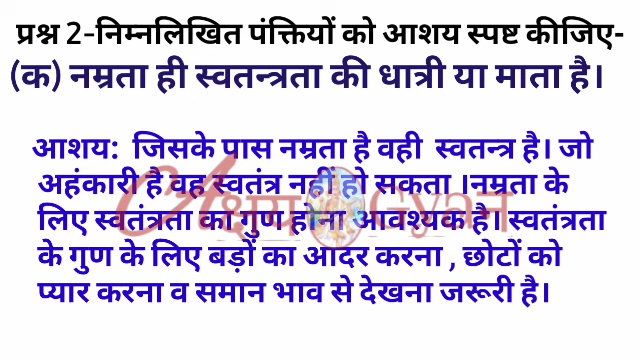 प्रश्न 2-निम्नलिखित पंक्तियों को आशय स्पष्ट कीजिए-
(क) नम्रता ही स्वतन्त्रता की धात्री या माता है।
आशय: जिसके पास नम्रता है वही स्वतन्त्र है। जो
अहंकारी है वह स्वतंत्र नहीं हो सकता ।नम्रता के
लिए स्वतंत्रता का गुण होना आवश्यक है। स्वतंत्रता
के गुण के लिए बड़ों का आदर करना , छोटों को
प्यार करना व समान भाव से देखना जरूरी है।